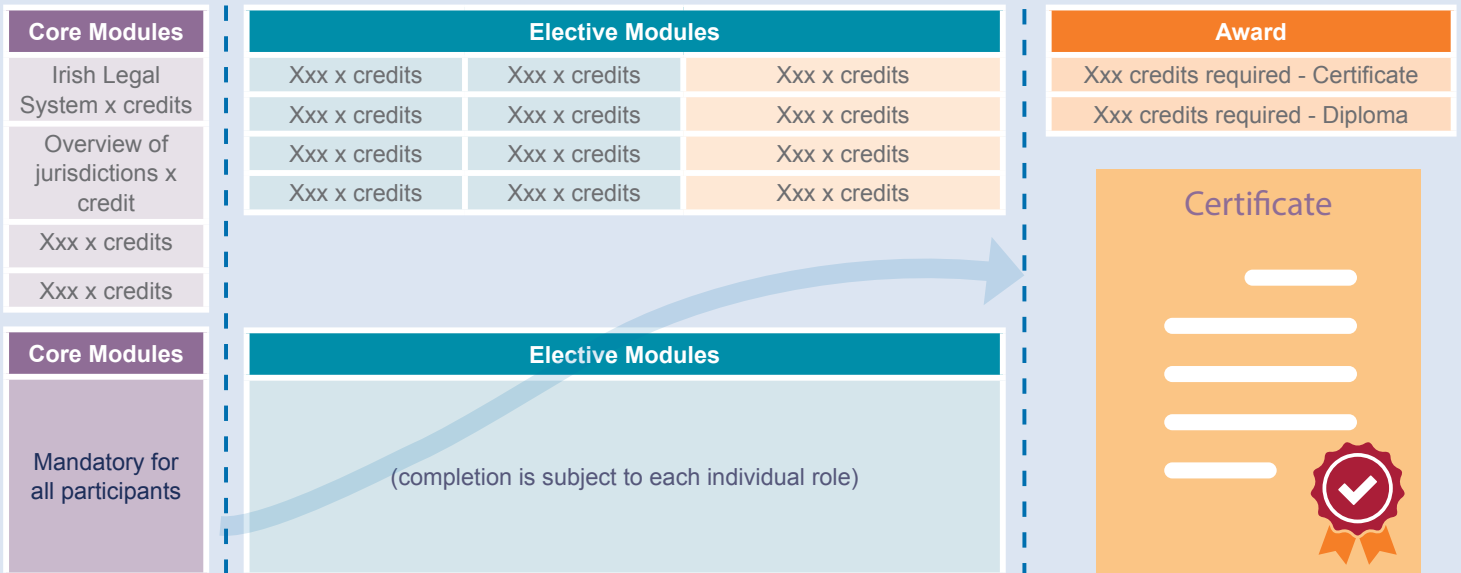 Core Modules
Irish Legal
System x credits
Overview of
jurisdictions x
credit
Xxx x credits
Xxx x credits
Elective Modules
Xxx x credits Xxx x credits Xxx x credits
Xxx x credits Xxx x credits Xxx x credits
Xxx x credits Xxx x credits Xxx x credits
Xxx x credits Xxx x credits Xxx x credits
Award
Xxx credits required - Certificate
Xxx credits required - Diploma
Certificate
Core Modules
Mandatory for
all participants
Elective Modules
(completion is subject to each individual role)